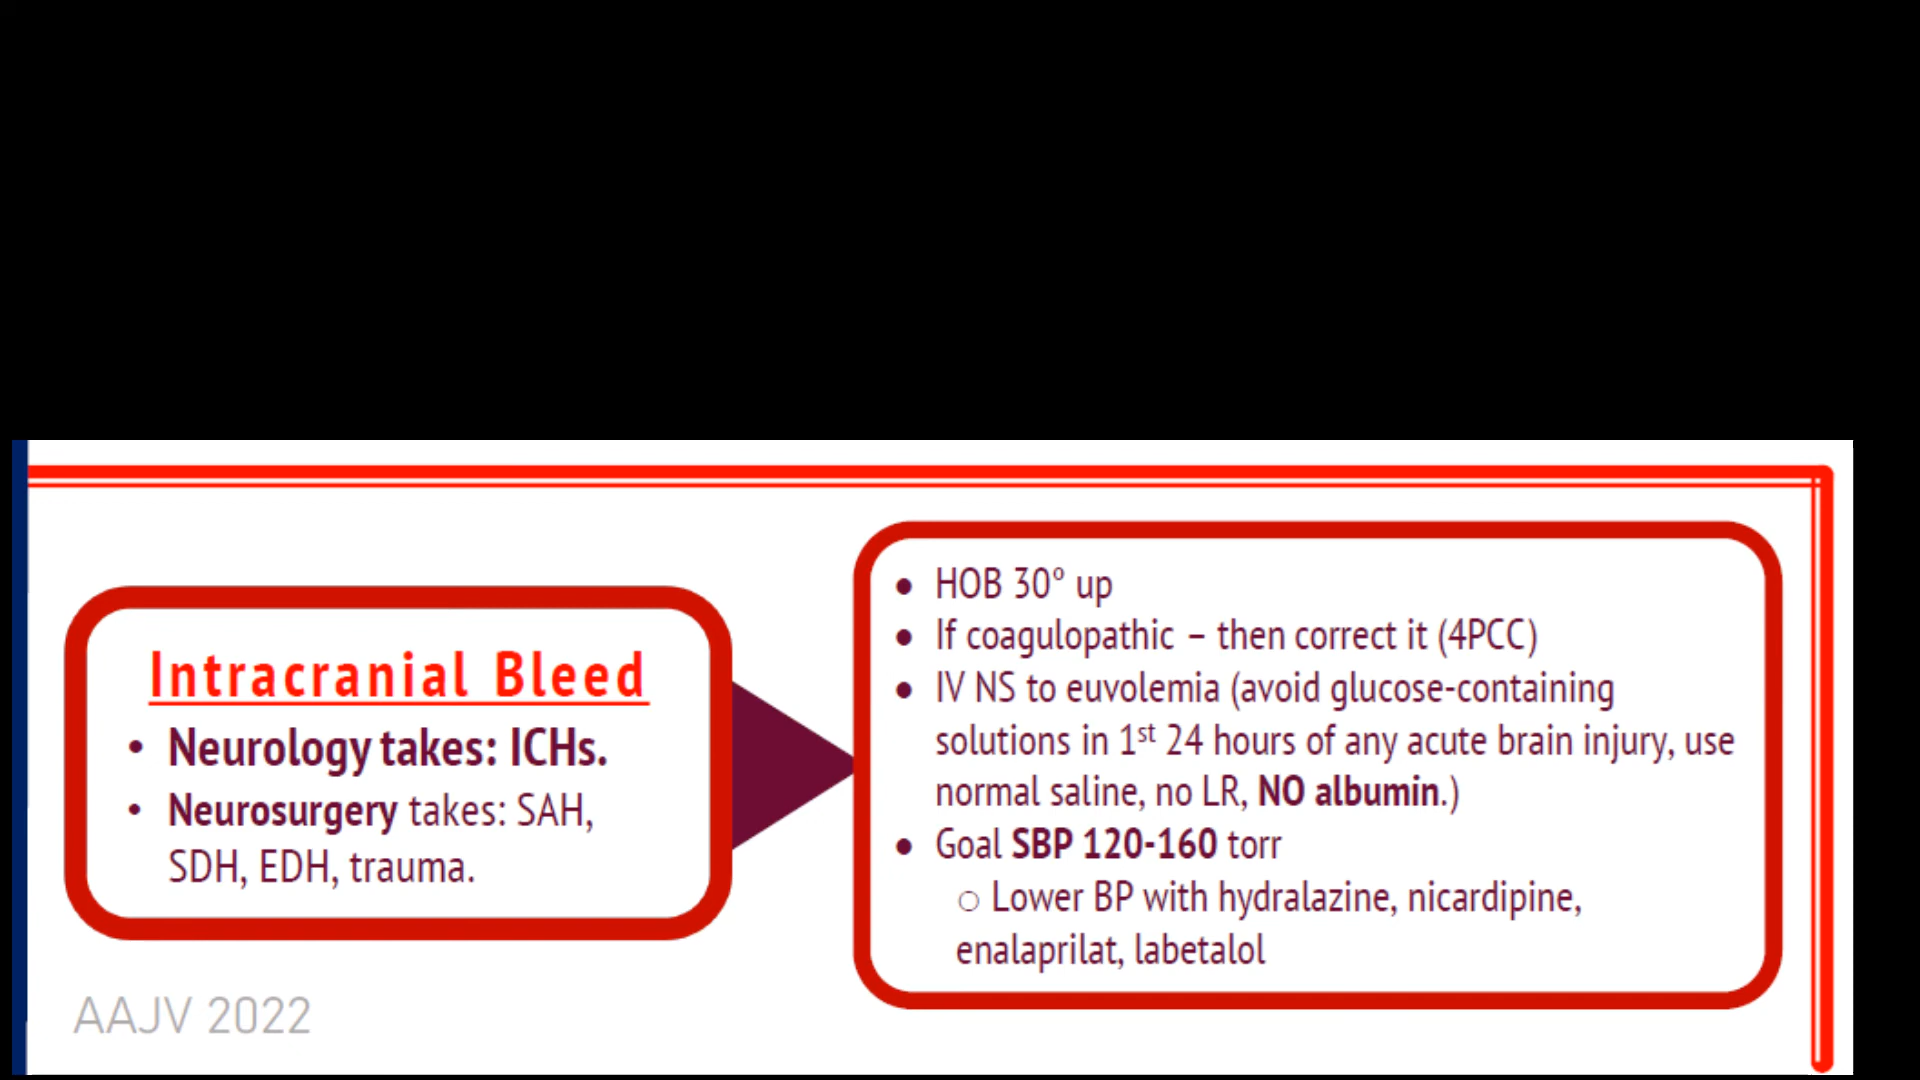 Intracranial Bleed
• Neurology takes: ICHs.
• Neurosurgery takes: SAH,
SDH, EDH, trauma.
● HOB 30° up
● If coagulopathic – then correct it (4PCC)
● IV NS to euvolemia (avoid glucose-containing
solutions in 1st 24 hours of any acute brain injury, use
normal saline, no LR, NO albumin.)
● Goal SBP 120-160 torr
○ Lower BP with hydralazine, nicardipine,
enalaprilat, labetalol
AAJV 2022